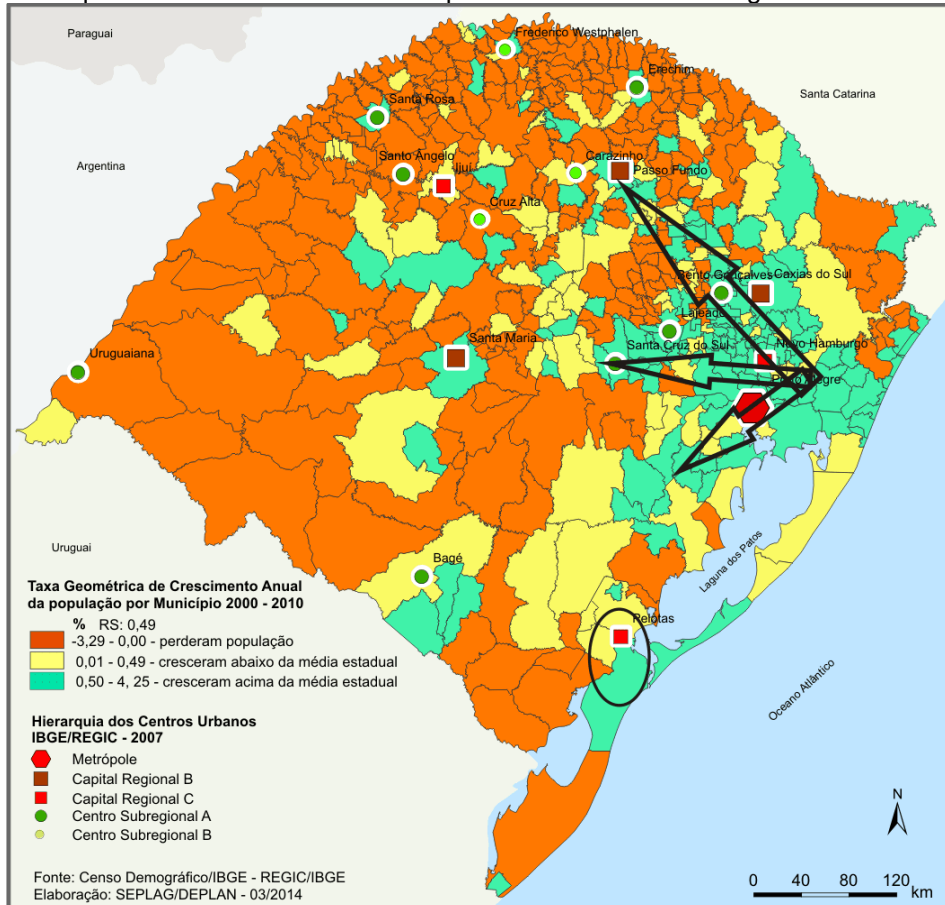 Paraguai
Frederico Westphalen
Erechim
Santa Catarina
Santa Rosa
Argentina
Santo Ângelo
Ijuí
Carazinho
Passo Fundo
Cruz Alta
Bento Gonçalves
Caxias do Sul
Lajeado
Santa Maria
Santa Cruz do Sul
Novo Hamburgo
Uruguaiana
Porto Alegre
Uruguai
Bagé
Laguna dos Patos
Pelotas
Oceano Atlântico
Taxa Geométrica de Crescimento Anual
da população por Município 2000 - 2010
% RS: 0,49
-3,29 - 0,00 - perderam população
0,01 - 0,49 - cresceram abaixo da média estadual
0,50 - 4, 25 - cresceram acima da média estadual
Hierarquia dos Centros Urbanos
IBGE/REGIC - 2007
Metrópole
Capital Regional B
Capital Regional C
Centro Subregional A
Centro Subregional B
N
Fonte: Censo Demográfico/IBGE - REGIC/IBGE
Elaboração: SEPLAG/DEPLAN - 03/2014
0 40 80 120
km